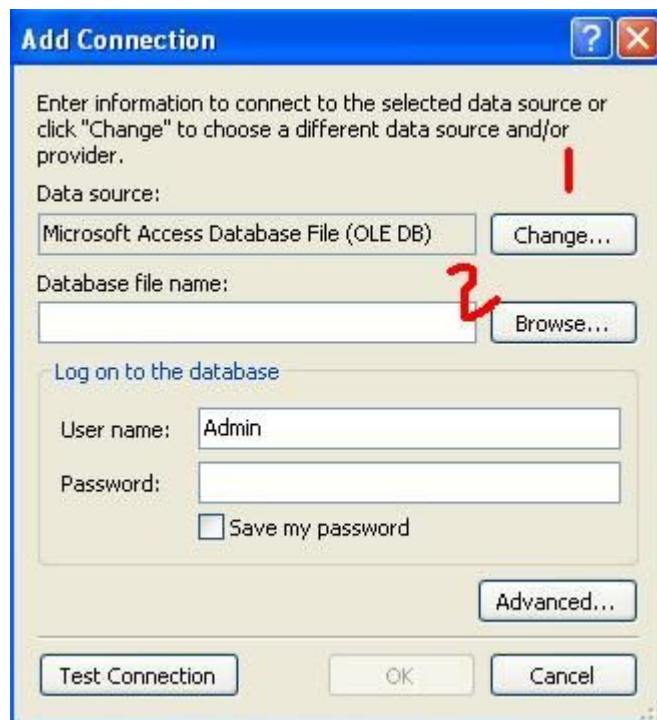 Add Connection
?
Enter information to connect to the selected data source or
click "Change" to choose a different data source and/or
provider.
1
Data source:
Microsoft Access Database File (OLE DB)
Change...
Database file name:
2
Browse...
Log on to the database
User name:
Admin
Password:
Save my password
Advanced...
Test Connection
OK
Cancel